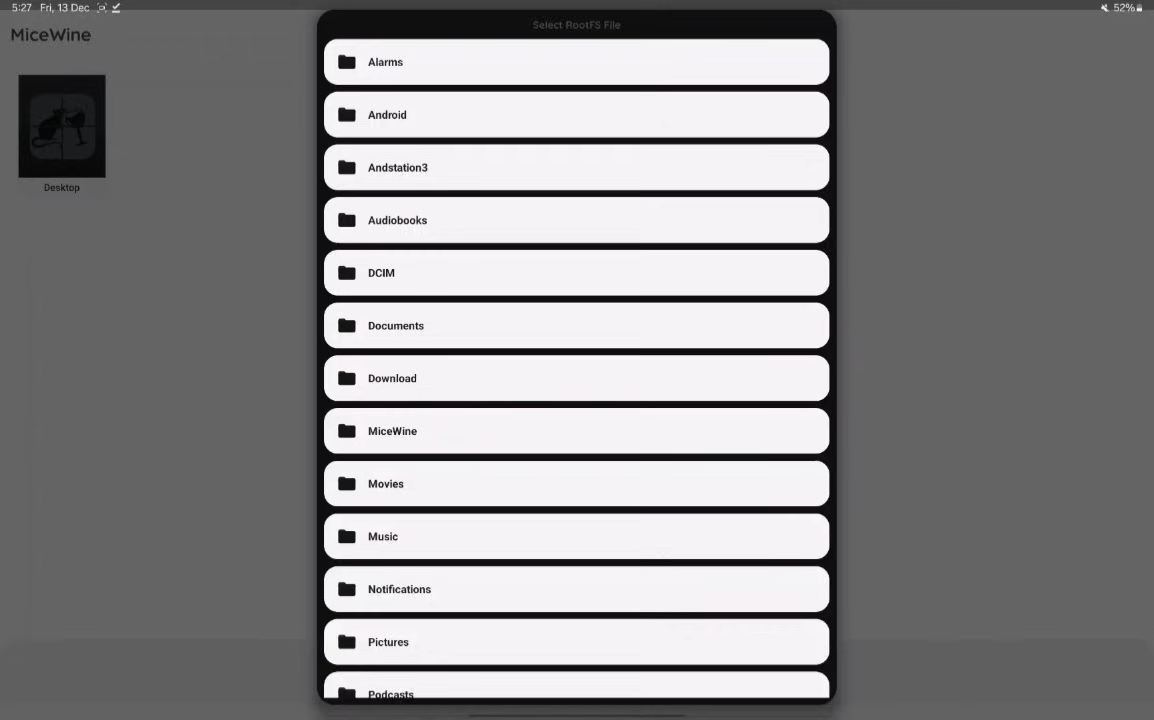 5:27 Fri, 13 Dec 52%
MiceWine
Desktop
Select RootFS File
Alarms
Android
Andstation3
Audiobooks
DCIM
Documents
Download
MiceWine
Movies
Music
Notifications
Pictures
Podcasts